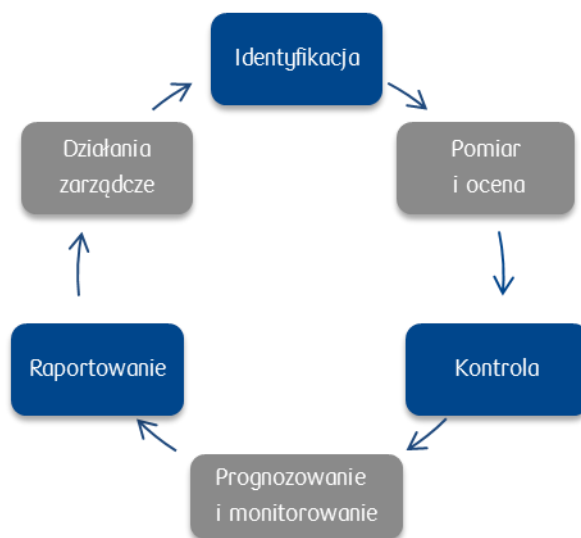 Identyfikacja
Pomiar
i ocena
Kontrola
Prognozowanie
i monitorowanie
Raportowanie
Działania
zarządcze